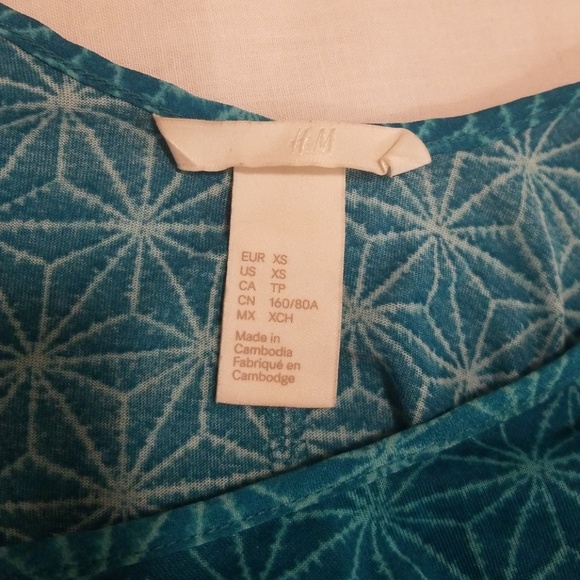 H&M
EUR XS
US XS
CA TP
CN 160/80A
MX XCH
Made in
Cambodia
Fabriqué en
Cambodge